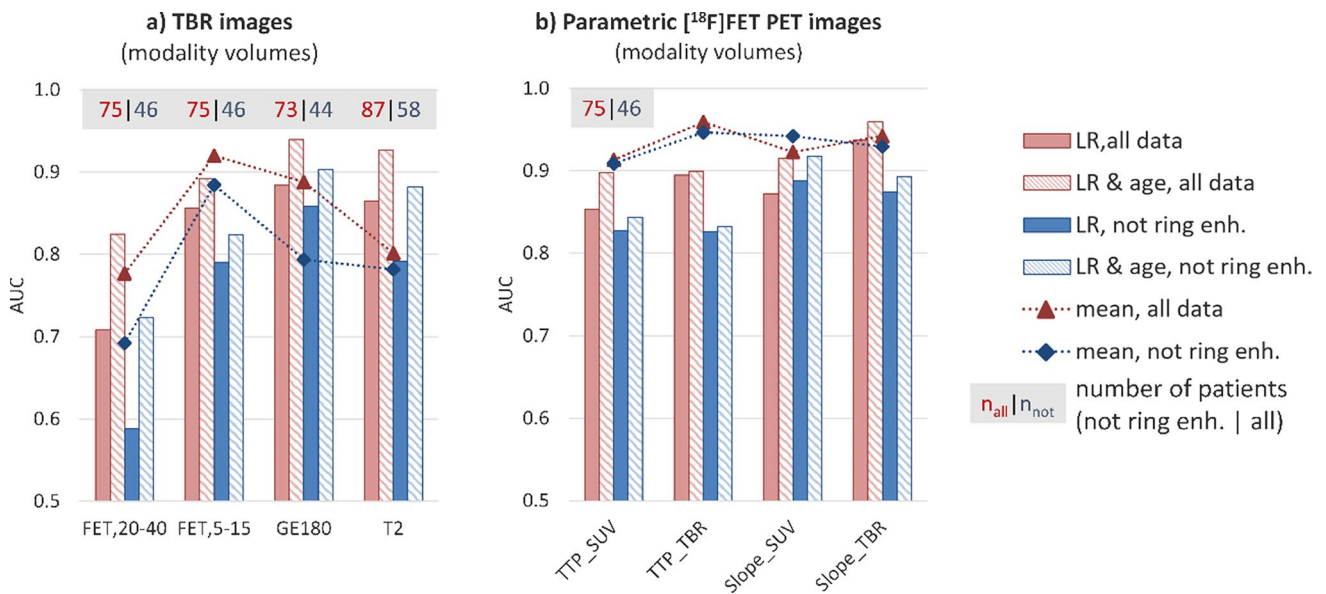 a) TBR images
(modality volumes)
75|46
75|46
73|44
87|58
1.0
0.9
0.8
0.7
0.6
0.5
AUC
FET,20-40
FET,5-15
GE180
T2
b) Parametric [¹⁸F]FET PET images
(modality volumes)
75|46
1.0
0.9
0.8
0.7
0.6
0.5
AUC
TTP_SUV
TTP_TBR
Slope_SUV
Slope_TBR
LR,all data
LR & age, all data
LR, not ring enh.
LR & age, not ring enh.
mean, all data
mean, not ring enh.
n_all|n_not
number of patients
(not ring enh. | all)